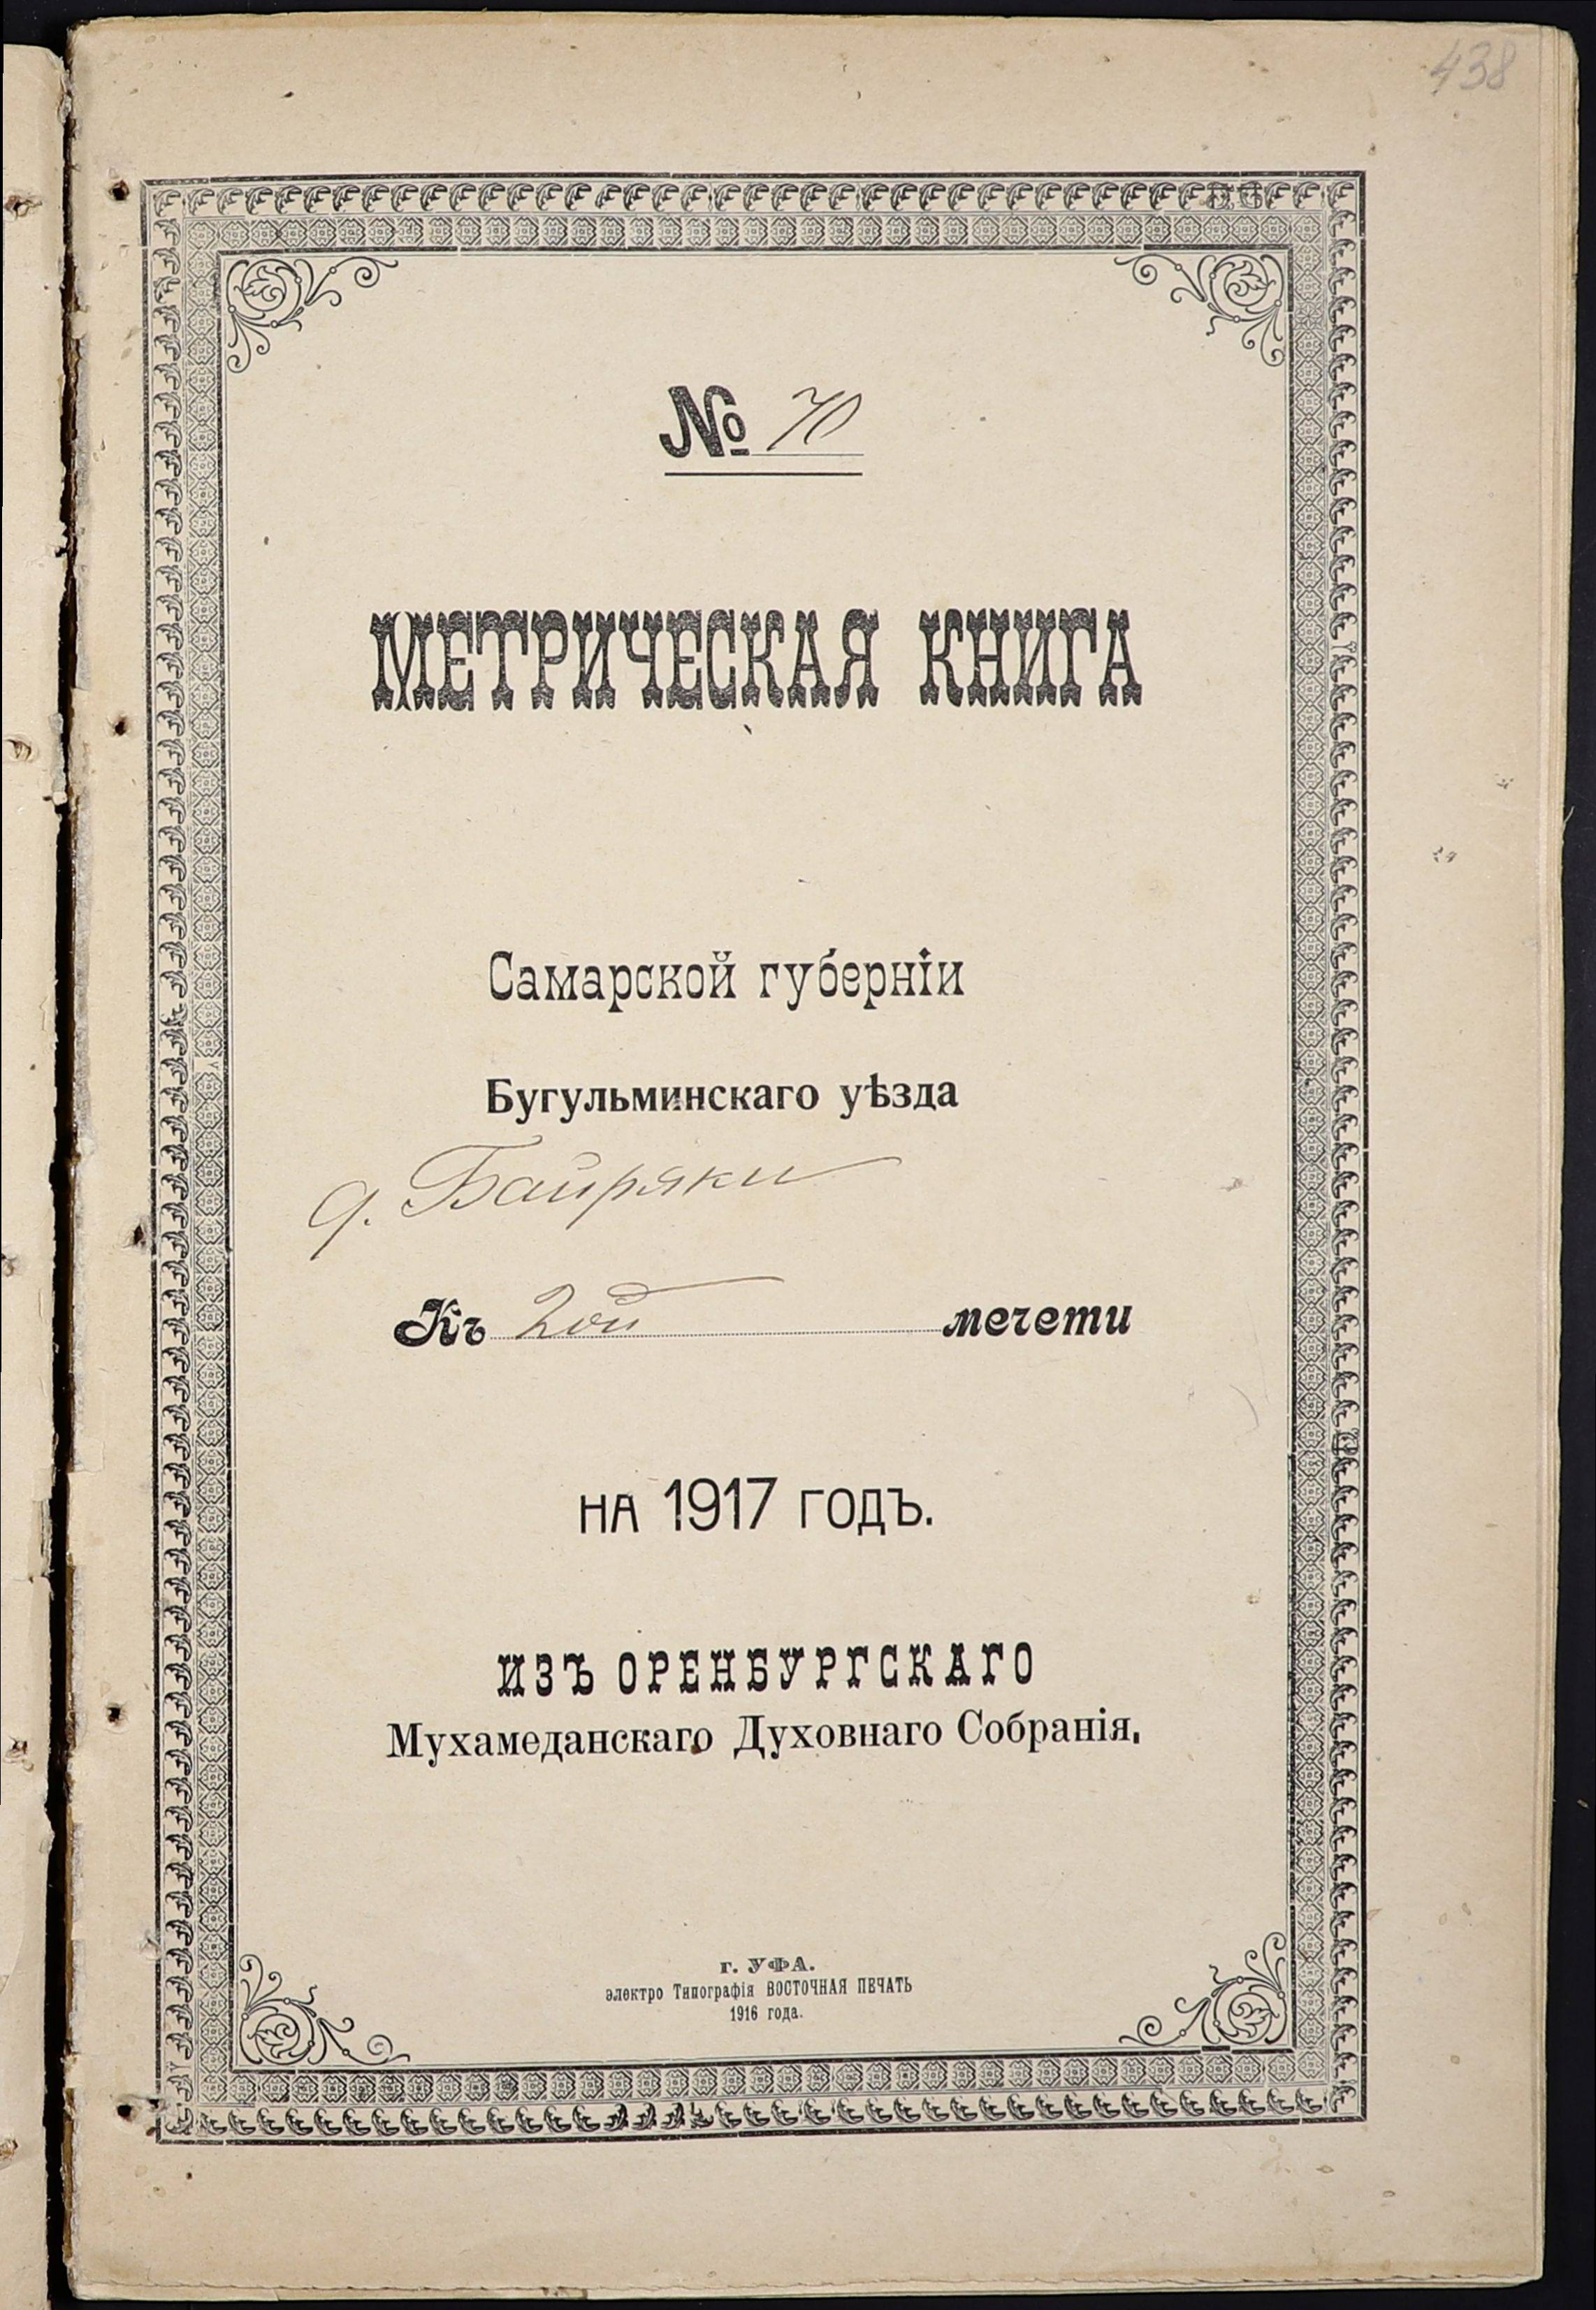 438
№ 70
МЕТРИЧЕСКАЯ КНИГА
Самарской губерніи
Бугульминскаго уѣзда
д. Байряки
Къ 2ой мечети
на 1917 годъ.
ИЗЪ ОРЕНБУРГСКАГО
Мухамеданскаго Духовнаго Собранія.
г. УФА.
электро Типографія ВОСТОЧНАЯ ПЕЧАТЬ
1916 года.